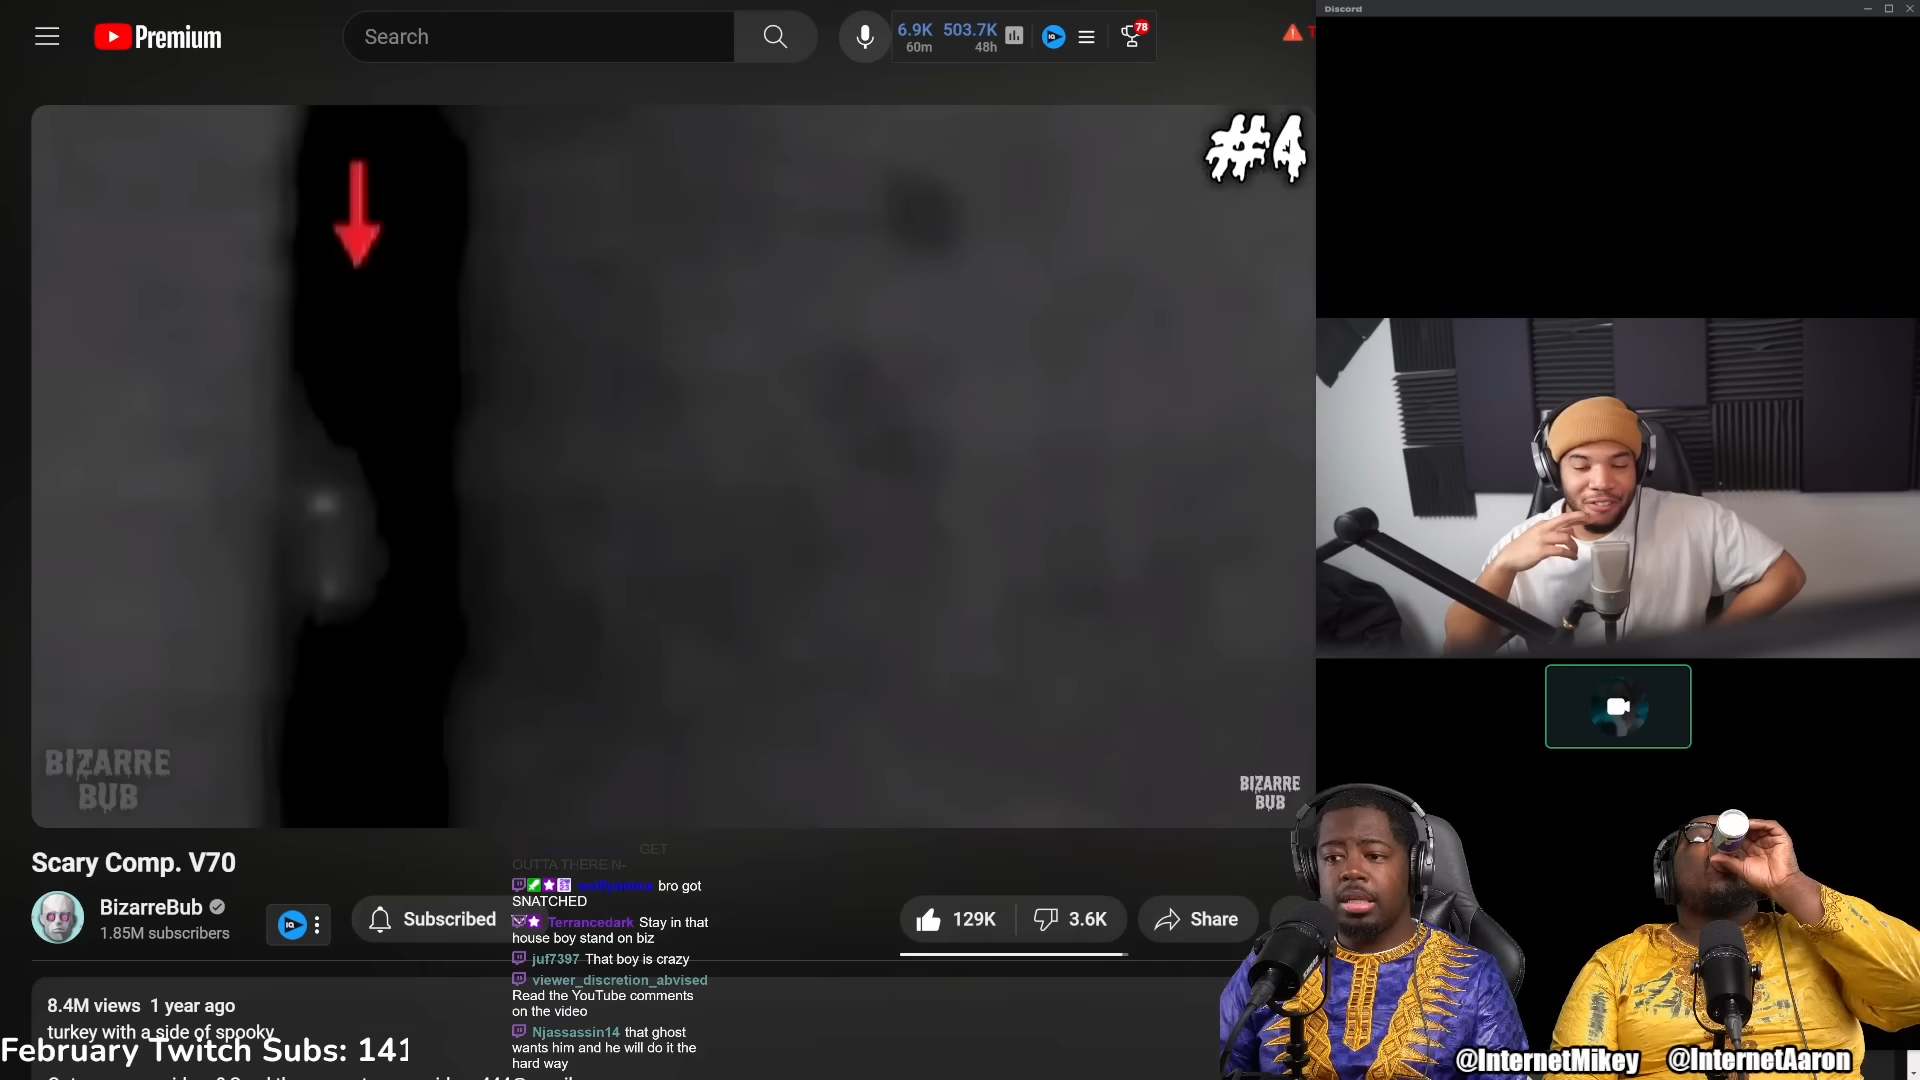 Premium
Search
6.9K
60m
503.7K
48h
78
Discord
#4
BIZARRE
BUB
BIZARRE
BUB
Scary Comp. V70
BizarreBub
1.85M subscribers
Subscribed
129K
3.6K
Share
8.4M views 1 year ago
turkey with a side of spooky
February Twitch Subs: 141
GET
OUTTA THERE N-
bro got
SNATCHED
Terrancedark Stay in that
house boy stand on biz
juf7397 That boy is crazy
viewer_discretion_abvised
Read the YouTube comments
on the video
Njassassin14 that ghost
wants him and he will do it the
hard way
@InternetMikey
@InternetAaron